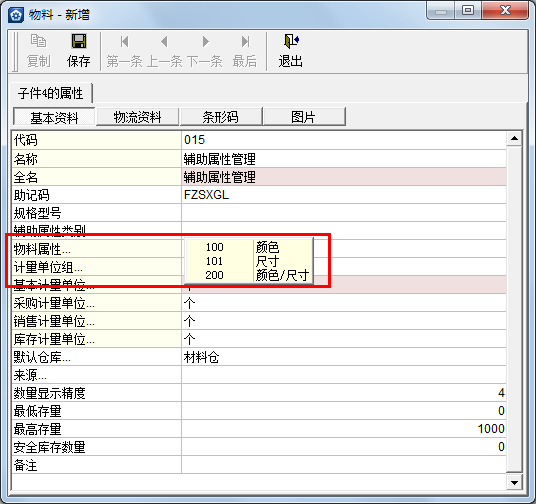 物料 - 新增
复制 保存 第一条 上一条 下一条 最后 退出
子件4的属性
基本资料 物流资料 条形码 图片
代码 015
名称 辅助属性管理
全名 辅助属性管理
助记码 FZSXGL
规格型号
辅助属性类别
物料属性...
100 颜色
计量单位组...
101 尺寸
200 颜色/尺寸
基本计量单位... 个
采购计量单位... 个
销售计量单位... 个
库存计量单位... 个
默认仓库... 材料仓
来源...
数量显示精度 4
最低存量 0
最高存量 1000
安全库存数量 0
备注